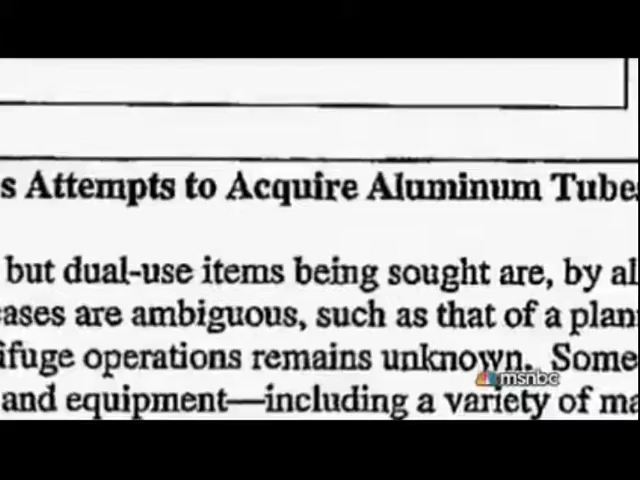 s Attempts to Acquire Aluminum Tube
but dual-use items being sought are, by al
ases are ambiguous, such as that of a plan
ifuge operations remains unknown. Some
and equipment—including a variety of ma
msnbc